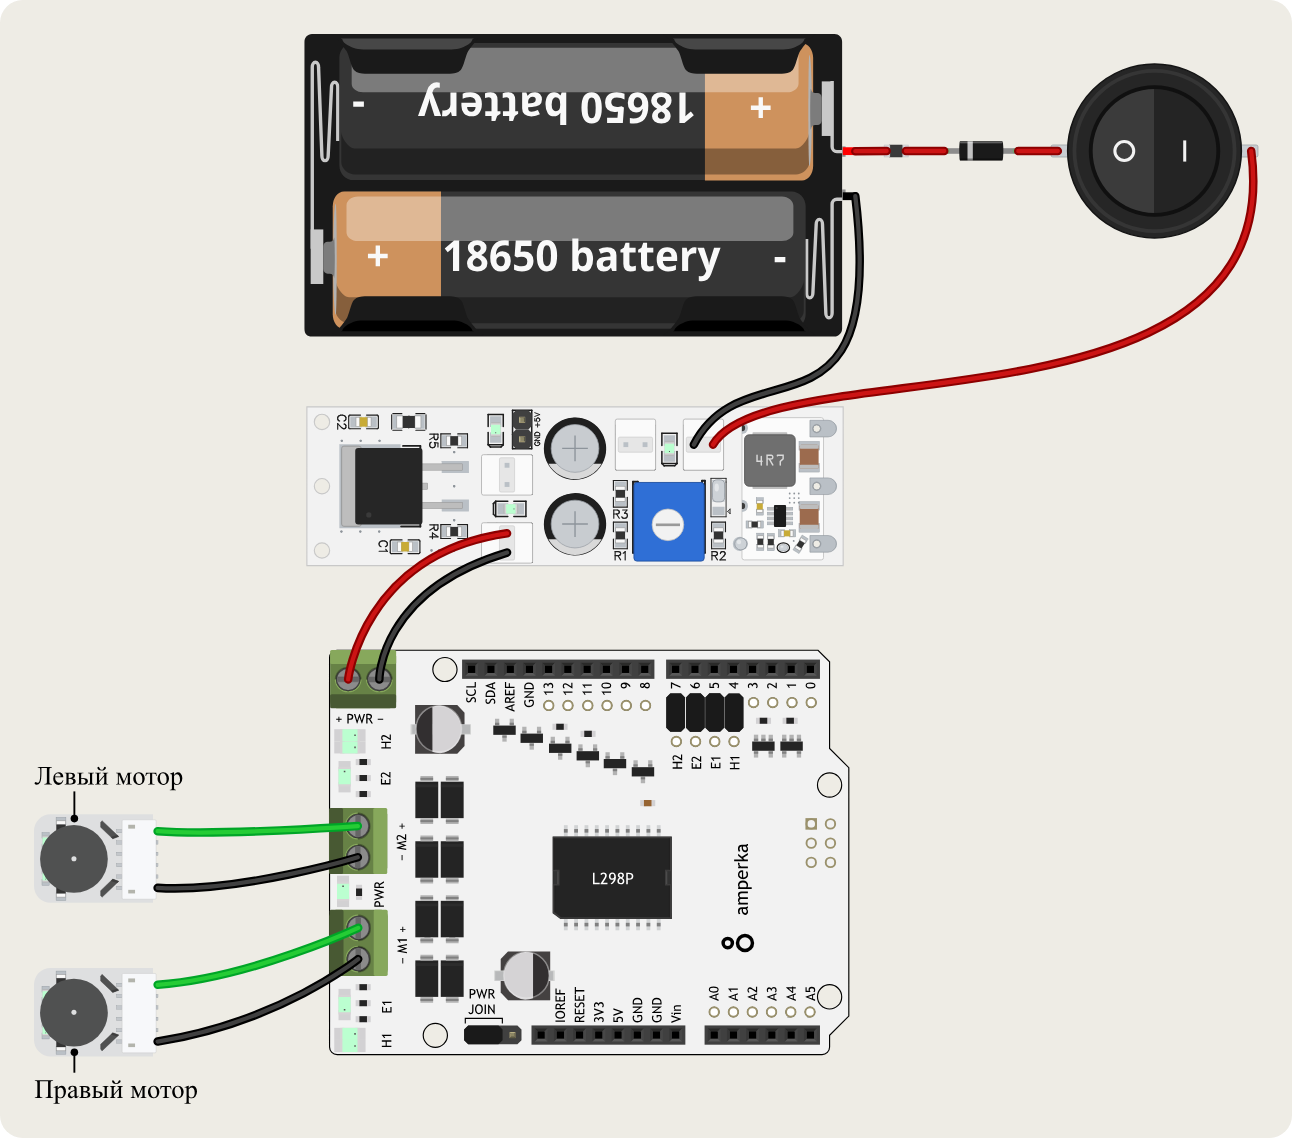 - 18650 battery +
+ 18650 battery -
O I
C2
R5
GND +5V
4R7
R4
C1
R3
R1
R2
+ PWR -
H2
E2
- M2 +
PWR
- M1 +
E1
H1
SCL SDA AREF GND 13 12 11 10 9 8
7 6 5 4 3 2 1 0
H2 E2 E1 H1
L298P
amperka
PWR
JOIN
IOREF RESET 3V3 5V GND GND Vin
A0 A1 A2 A3 A4 A5
Левый мотор
Правый мотор